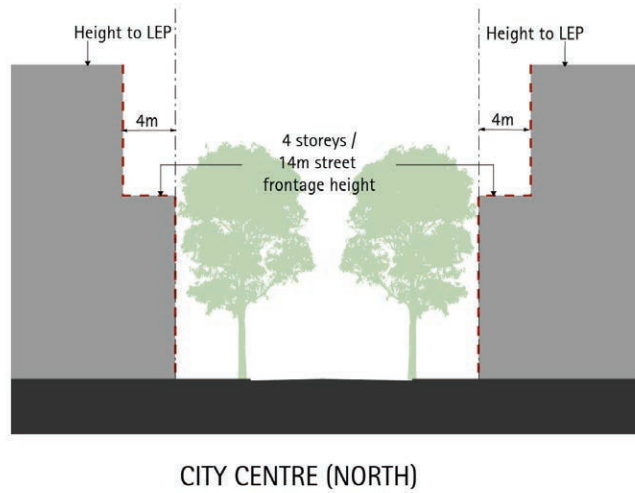 Height to LEP
Height to LEP
4m
4m
4 storeys /
14m street
frontage height
CITY CENTRE (NORTH)